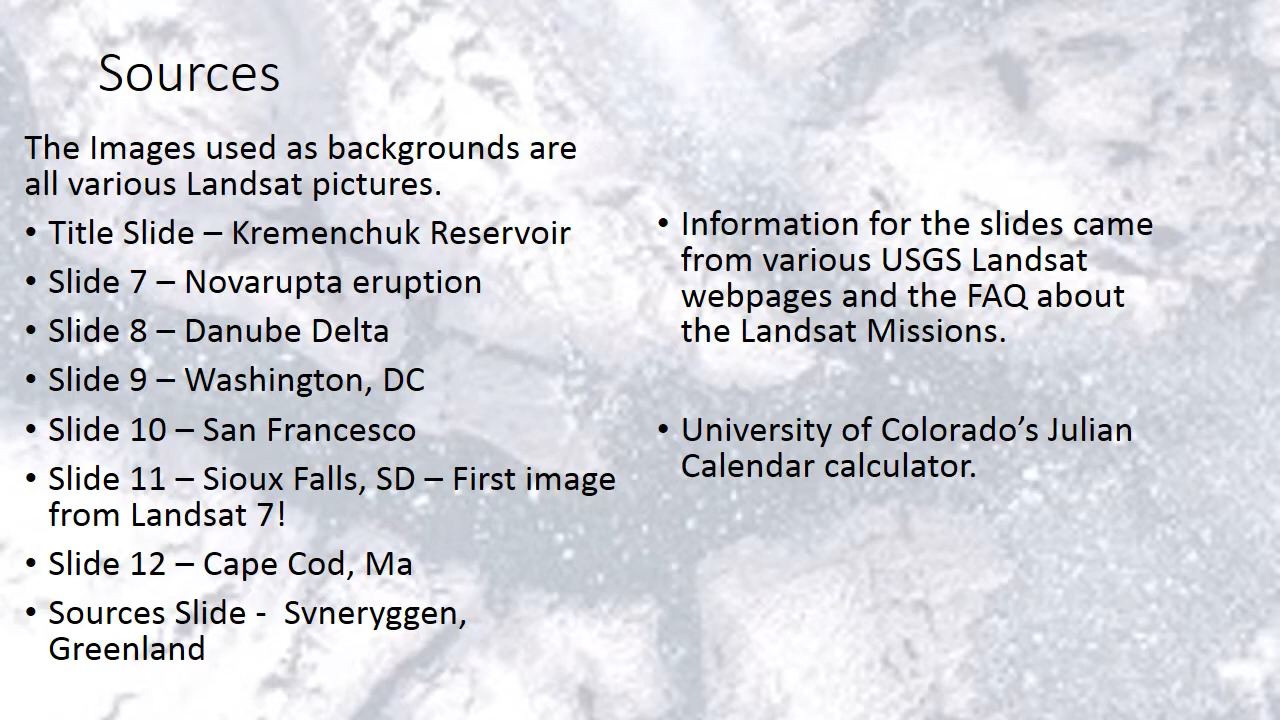 Sources
The Images used as backgrounds are
all various Landsat pictures.
• Title Slide – Kremenchuk Reservoir
• Slide 7 – Novarupta eruption
• Slide 8 – Danube Delta
• Slide 9 – Washington, DC
• Slide 10 – San Francesco
• Slide 11 – Sioux Falls, SD – First image
from Landsat 7!
• Slide 12 – Cape Cod, Ma
• Sources Slide -  Svneryggen,
Greenland
• Information for the slides came
from various USGS Landsat
webpages and the FAQ about
the Landsat Missions.
• University of Colorado’s Julian
Calendar calculator.